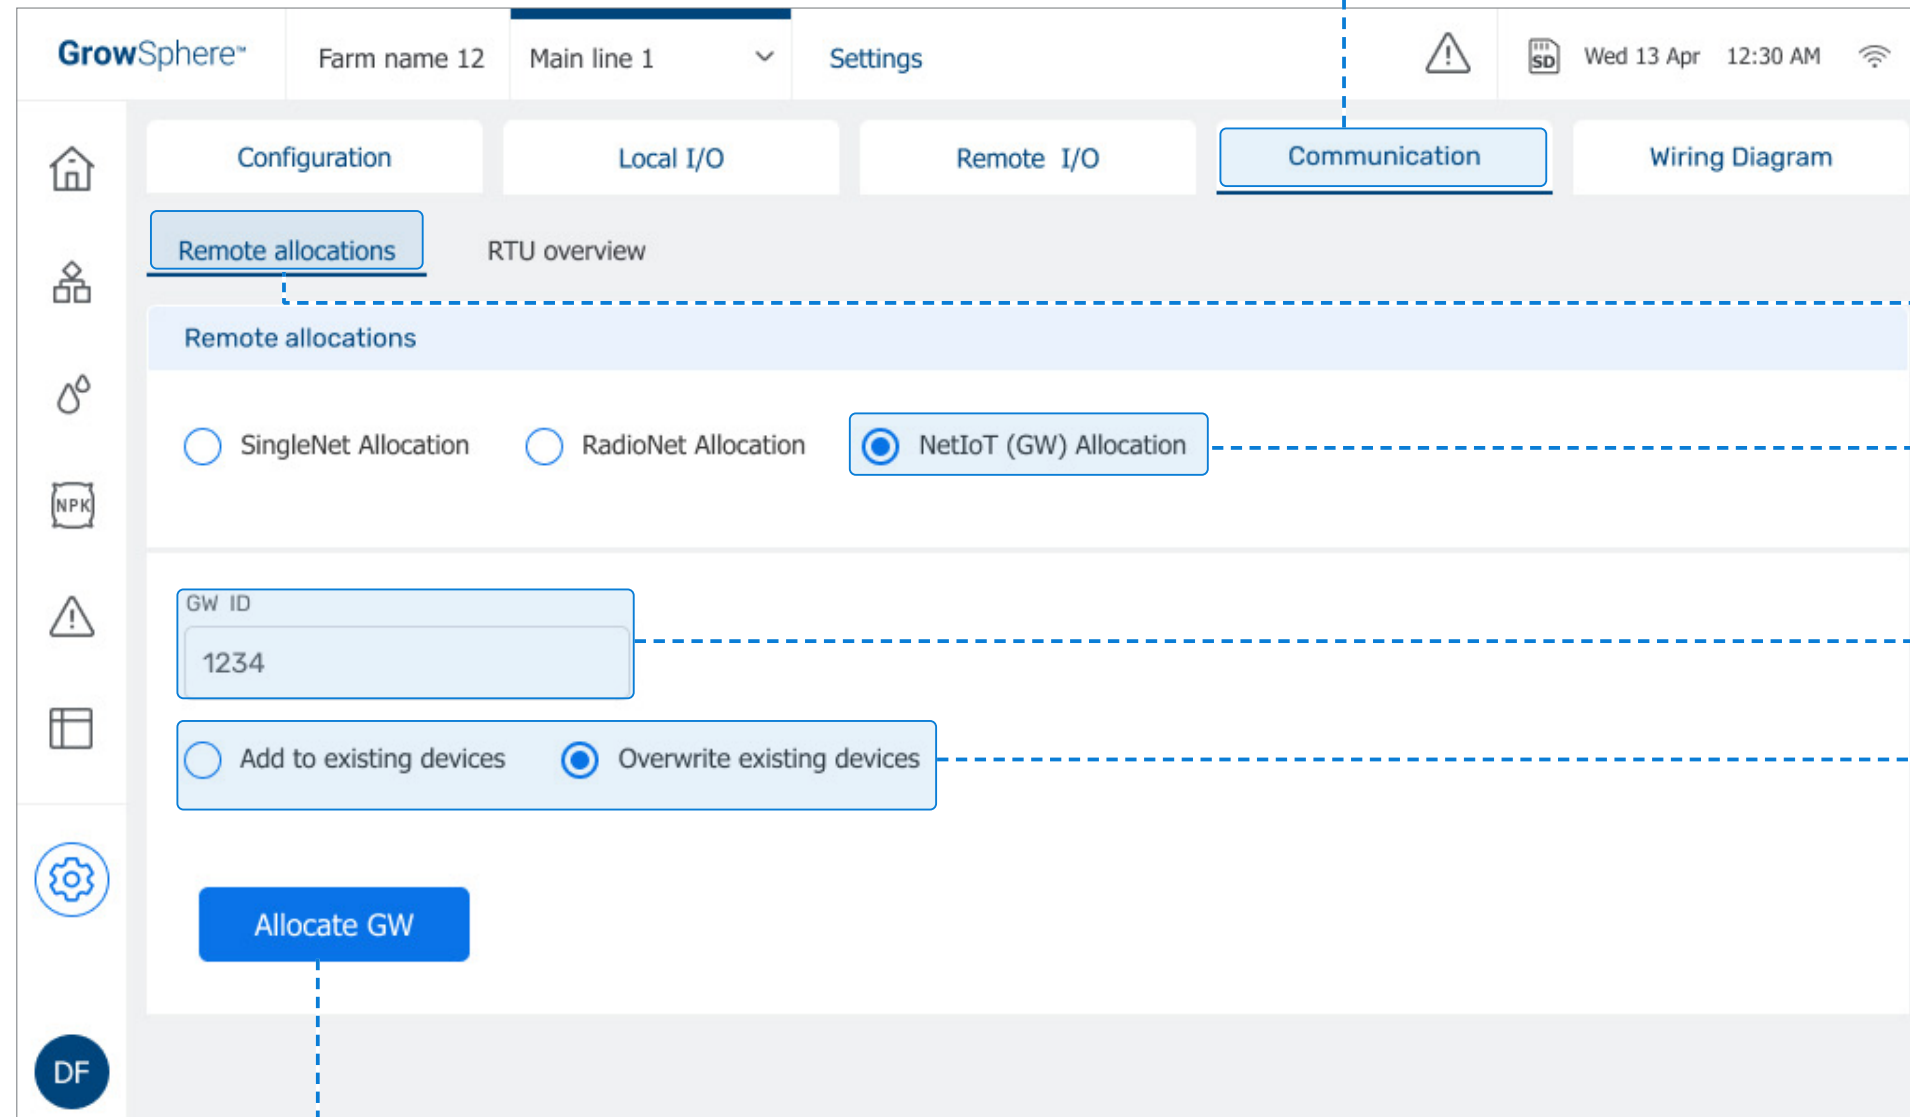 GrowSphere™ Farm name 12 Main line 1 Settings SD Wed 13 Apr 12:30 AM
Configuration Local I/O Remote I/O Communication Wiring Diagram
Remote allocations RTU overview
Remote allocations
SingleNet Allocation RadioNet Allocation NetIoT (GW) Allocation
NPK
GW ID
1234
Add to existing devices Overwrite existing devices
Allocate GW
DF